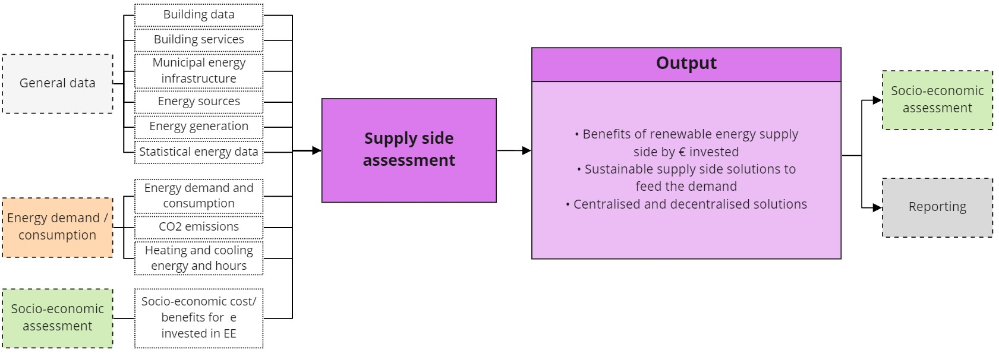 General data
Building data
Building services
Municipal energy
infrastructure
Energy sources
Energy generation
Statistical energy data
Energy demand /
consumption
Energy demand and
consumption
CO2 emissions
Heating and cooling
energy and hours
Socio-economic
assessment
Socio-economic cost/
benefits for e
invested in EE
Supply side
assessment
Output
• Benefits of renewable energy supply
side by € invested
• Sustainable supply side solutions to
feed the demand
• Centralised and decentralised solutions
Socio-economic
assessment
Reporting